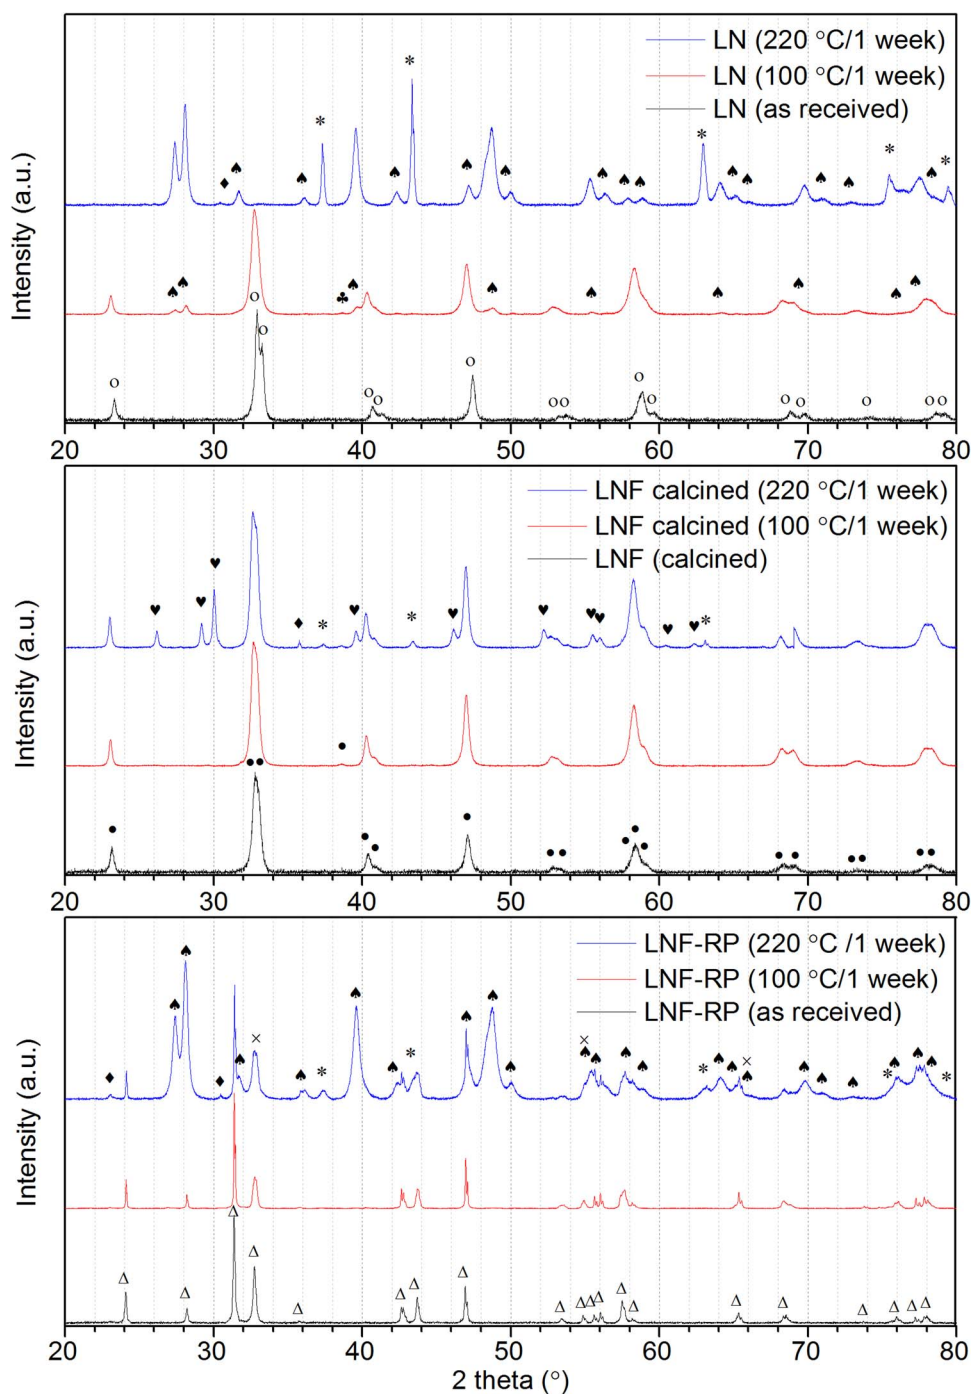 LN (220 °C/1 week)
LN (100 °C/1 week)
LN (as received)
Intensity (a.u.)
20 30 40 50 60 70 80
LNF calcined (220 °C/1 week)
LNF calcined (100 °C/1 week)
LNF (calcined)
Intensity (a.u.)
20 30 40 50 60 70 80
LNF-RP (220 °C /1 week)
LNF-RP (100 °C/1 week)
LNF-RP (as received)
Intensity (a.u.)
20 30 40 50 60 70 80
2 theta (°)